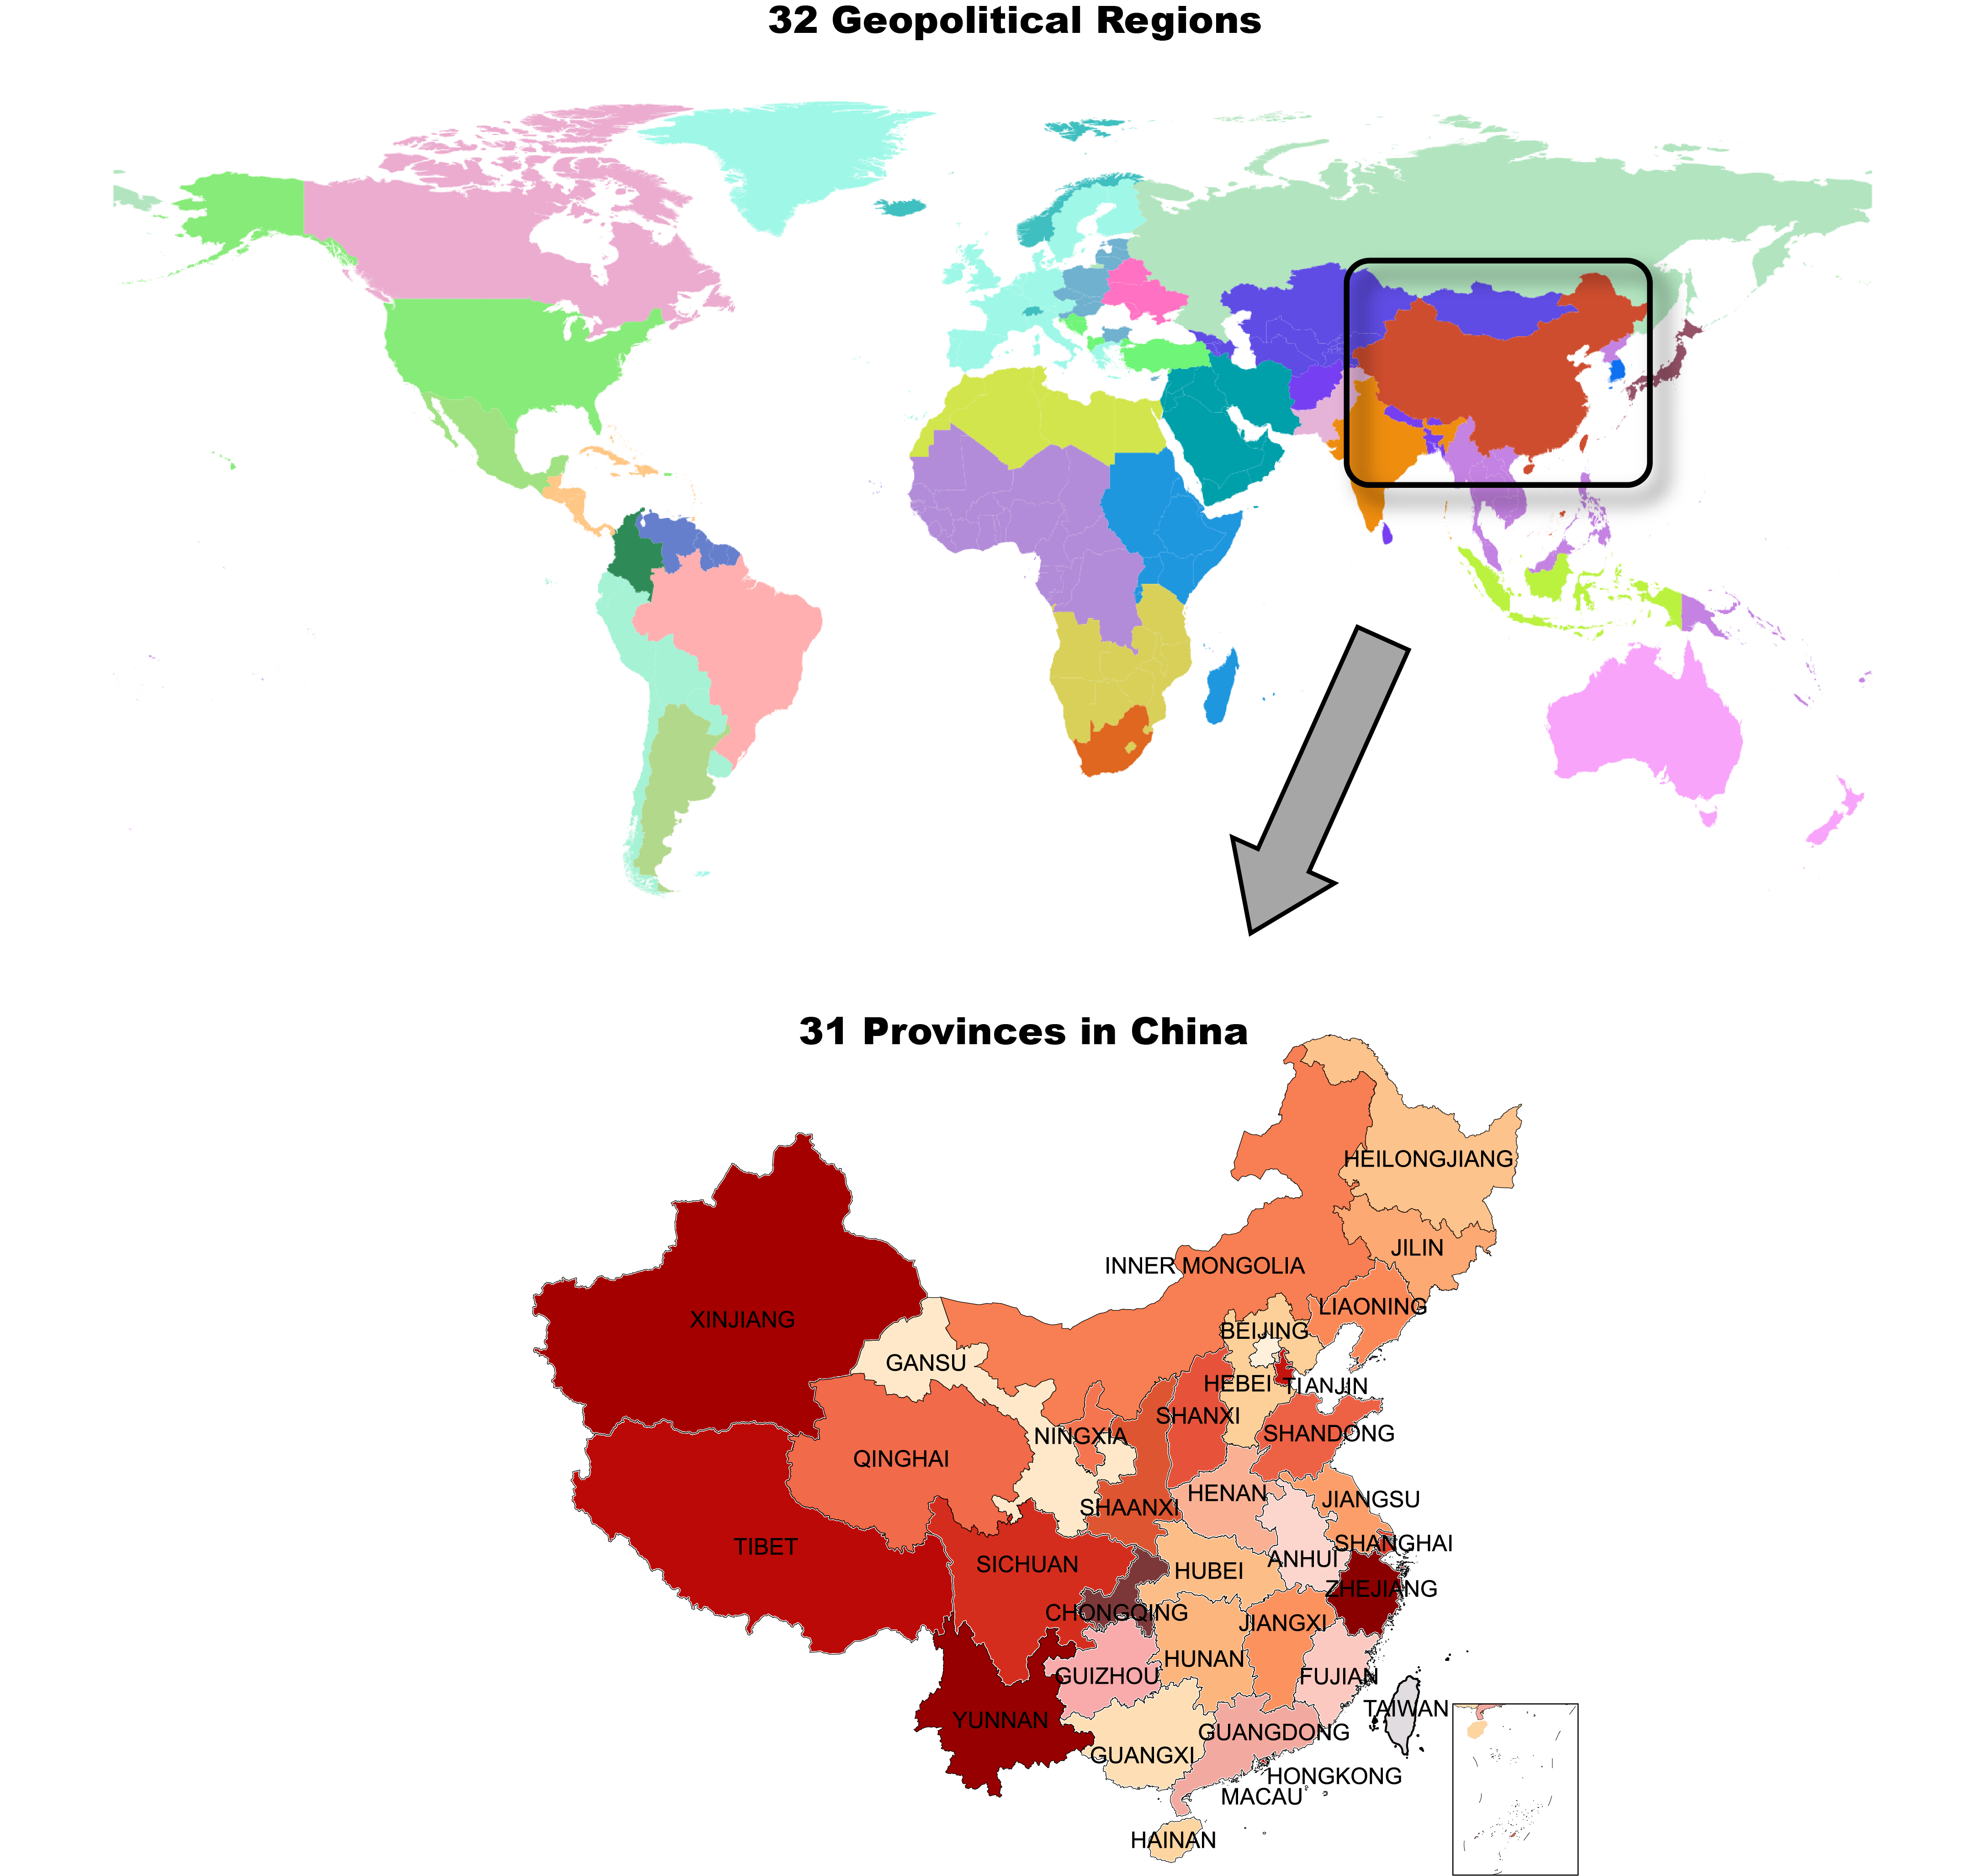 32 Geopolitical Regions
31 Provinces in China
HEILONGJIANG
JILIN
INNER MONGOLIA
LIAONING
XINJIANG
BEIJING
GANSU
HEBEI
TIANJIN
SHANXI
SHANDONG
NINGXIA
QINGHAI
HENAN
JIANGSU
SHAANXI
SHANGHAI
TIBET
ANHUI
SICHUAN
HUBEI
ZHEJIANG
CHONGQING
JIANGXI
HUNAN
GUIZHOU
FUJIAN
TAIWAN
YUNNAN
GUANGDONG
GUANGXI
HONGKONG
MACAU
HAINAN